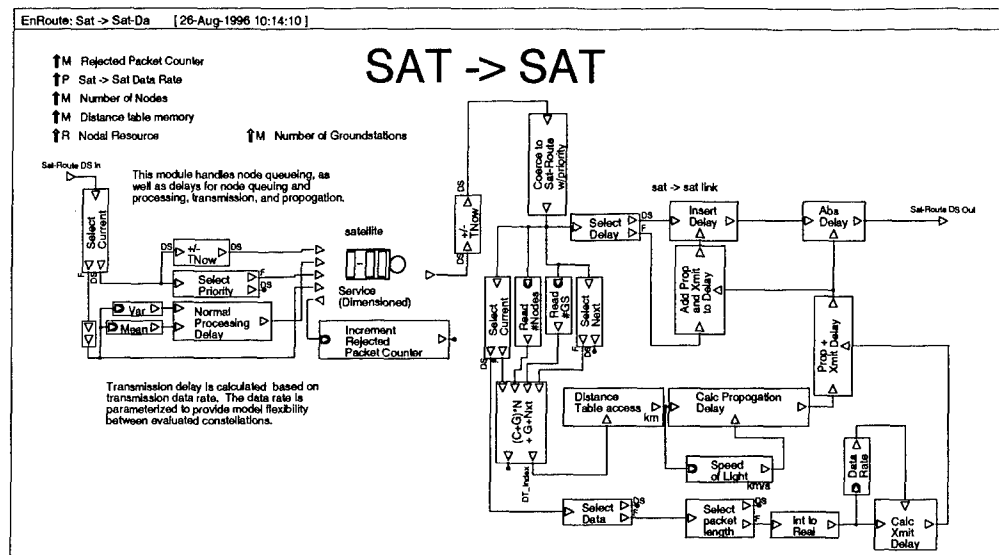 EnRoute: Sat -> Sat-Da [26-Aug-1996 10:14:10]
SAT -> SAT
M Rejected Packet Counter
P Sat -> Sat Data Rate
M Number of Nodes
M Distance table memory
R Nodal Resource
M Number of Groundstations
Sat-Route DS In
This module handles node queueing, as
well as delays for node queuing and
processing, transmission, and propogation.
Select
Current
F
DS
+/-
TNow
DS
DS
Select
Priority
F
DS
Var
Mean
Normal
Processing
Delay
satellite
Service
(Dimensioned)
Increment
Rejected
Packet Counter
Transmission delay is calculated based on
transmission data rate. The data rate is
parameterized to provide model flexibility
between evaluated constellations.
DS
+/-
TNow
DS
Coerce to
Sat-Route
w/priority
Select
Delay
DS
F
sat -> sat link
Insert
Delay
Abs
Delay
Sat-Route DS Out
Add Prop
and Xmit
to Delay
Prop +
Xmit Delay
Select
Current
DS
Read
#Nodes
Read
#GS
Select
Next
F
DS
(C+G)*N
+ G+Nxt
DT_Index
Distance
Table access
km
Calc Propogation
Delay
Speed
of Light
km/s
Data
Rate
Select
Data
DS
F
Select
packet
length
DS
F
Int to
Real
Calc
Xmit
Delay